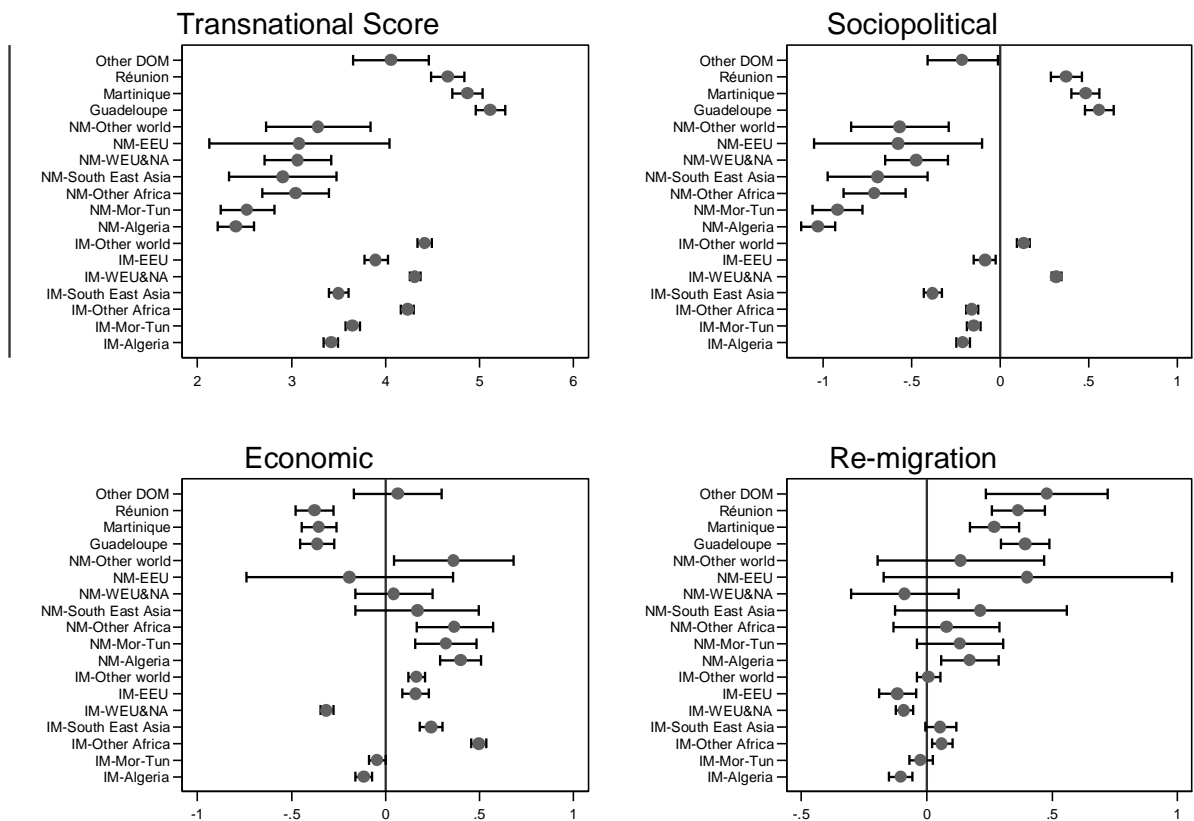 Transnational Score
Other DOM
Réunion
Martinique
Guadeloupe
NM-Other world
NM-EEU
NM-WEU&NA
NM-South East Asia
NM-Other Africa
NM-Mor-Tun
NM-Algeria
IM-Other world
IM-EEU
IM-WEU&NA
IM-South East Asia
IM-Other Africa
IM-Mor-Tun
IM-Algeria
2 3 4 5 6
Sociopolitical
Other DOM
Réunion
Martinique
Guadeloupe
NM-Other world
NM-EEU
NM-WEU&NA
NM-South East Asia
NM-Other Africa
NM-Mor-Tun
NM-Algeria
IM-Other world
IM-EEU
IM-WEU&NA
IM-South East Asia
IM-Other Africa
IM-Mor-Tun
IM-Algeria
-1 -.5 0 .5 1
Economic
Other DOM
Réunion
Martinique
Guadeloupe
NM-Other world
NM-EEU
NM-WEU&NA
NM-South East Asia
NM-Other Africa
NM-Mor-Tun
NM-Algeria
IM-Other world
IM-EEU
IM-WEU&NA
IM-South East Asia
IM-Other Africa
IM-Mor-Tun
IM-Algeria
-1 -.5 0 .5 1
Re-migration
Other DOM
Réunion
Martinique
Guadeloupe
NM-Other world
NM-EEU
NM-WEU&NA
NM-South East Asia
NM-Other Africa
NM-Mor-Tun
NM-Algeria
IM-Other world
IM-EEU
IM-WEU&NA
IM-South East Asia
IM-Other Africa
IM-Mor-Tun
IM-Algeria
-.5 0 .5 1